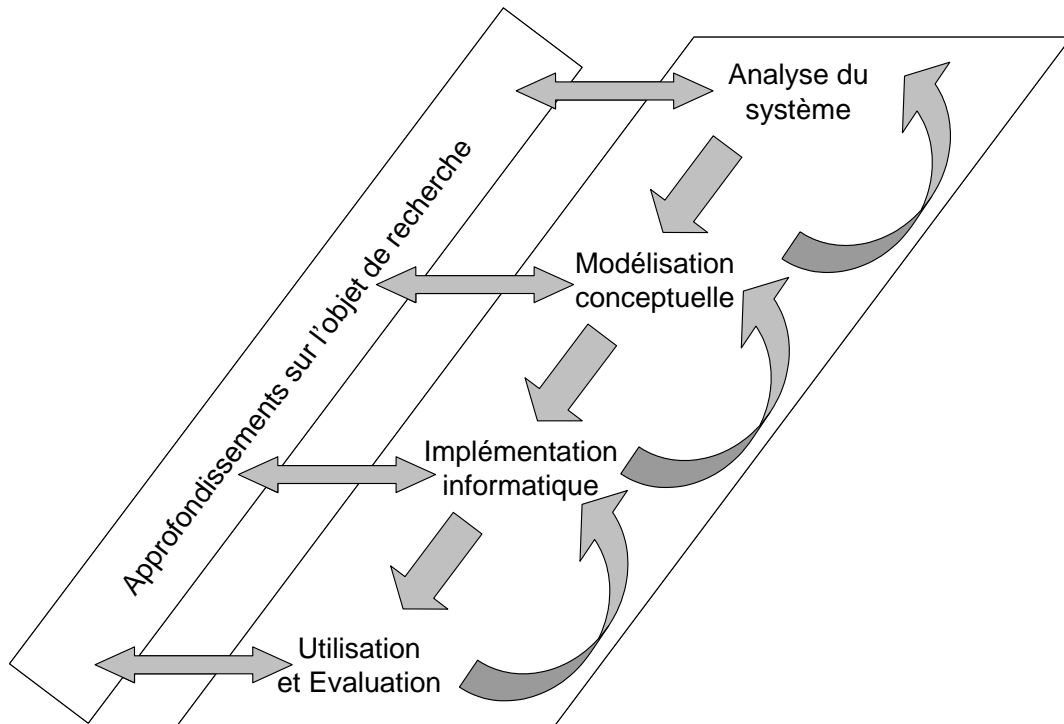 Approfondissements sur l'objet de recherche
Analyse du
système
Modélisation
conceptuelle
Implémentation
informatique
Utilisation
et Evaluation